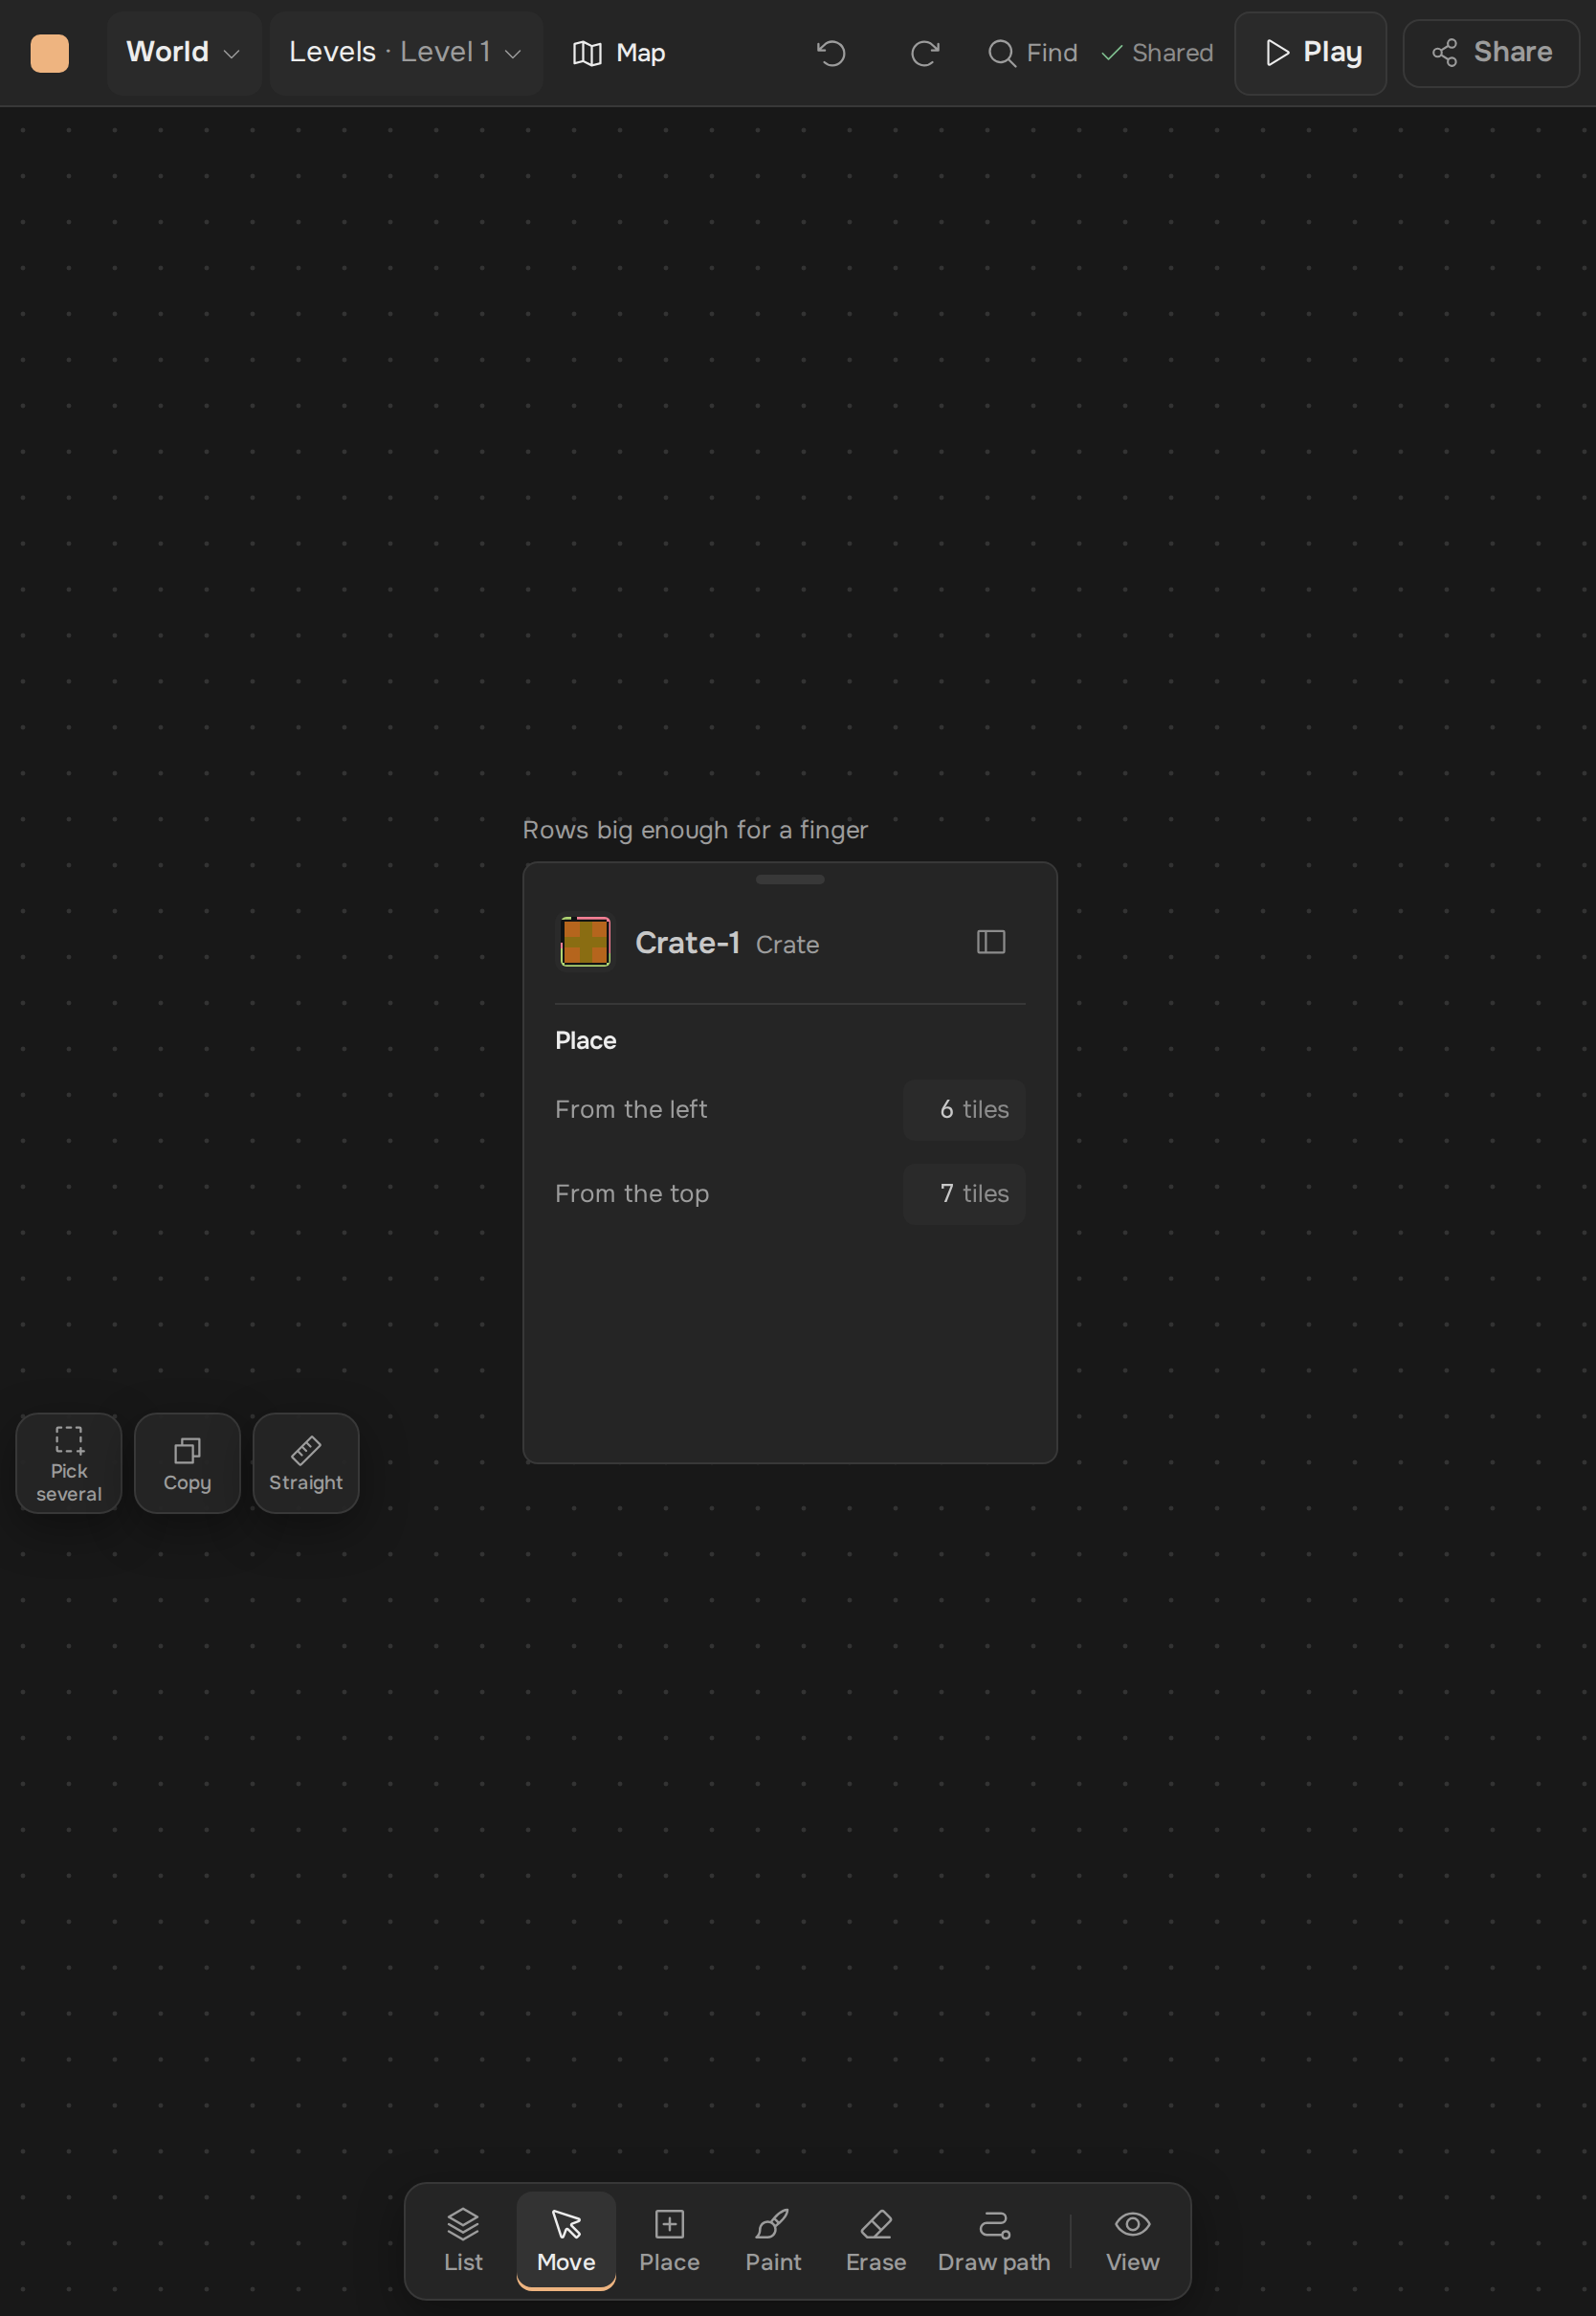 World
Levels · Level 1
Map
Find
Shared
Play
Share
Rows big enough for a finger
Crate-1 Crate
Place
From the left 6 tiles
From the top 7 tiles
Pick several
Copy
Straight
List
Move
Place
Paint
Erase
Draw path
View